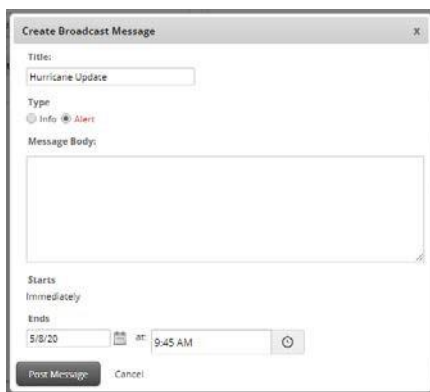 Create Broadcast Message x
Title:
Hurricane Update
Type
Info Alert
Message Body:
Starts
Immediately
Ends
5/8/20 at: 9:45 AM
Post Message Cancel